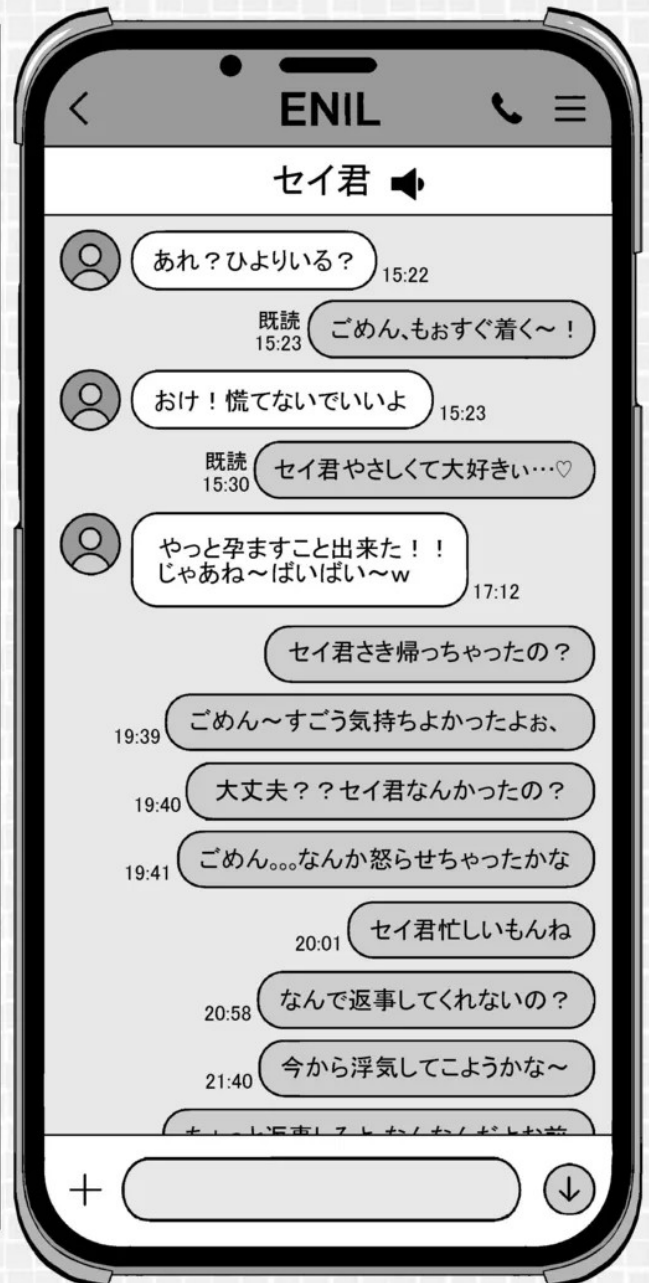 ENIL
セイ君
あれ？ひよりいる？
15:22
既読
15:23
ごめん、もぉすぐ着く～！
おけ！慌てないでいいよ
15:23
既読
15:30
セイ君やさしくて大好きぃ…♡
やっと孕ますこと出来た！！
じゃあね～ばいばい～w
17:12
セイ君さき帰っちゃったの？
19:39
ごめん～すごう気持ちよかったよぉ、
19:40
大丈夫？？セイ君なんかったの？
19:41
ごめん。。。なんか怒らせちゃったかな
20:01
セイ君忙しいもんね
20:58
なんで返事してくれないの？
21:40
今から浮気してこようかな～